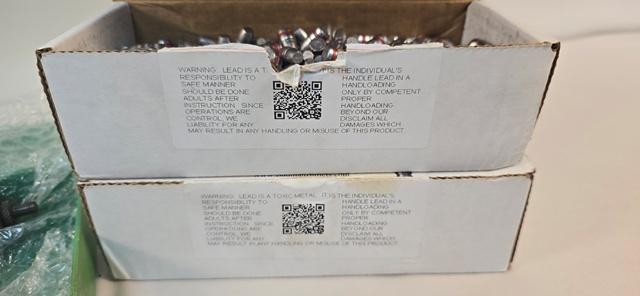 WARNING: LEAD IS A T IT IS THE INDIVIDUAL'S
RESPONSIBILITY TO HANDLE LEAD IN A
SAFE MANNER HANDLOADING
SHOULD BE DONE ONLY BY COMPETENT
ADULTS AFTER PROPER
INSTRUCTION. SINCE HANDLOADING
OPERATIONS ARE BEYOND OUR
CONTROL, WE DISCLAIM ALL
LIABILITY FOR ANY DAMAGES WHICH
MAY RESULT IN ANY HANDLING OR MISUSE OF THIS PRODUCT.
WARNING: LEAD IS A TOXIC METAL. IT IS THE INDIVIDUAL'S
RESPONSIBILITY TO HANDLE LEAD IN A
SAFE MANNER HANDLOADING
SHOULD BE DONE ONLY BY COMPETENT
ADULTS AFTER PROPER
INSTRUCTION. SINCE HANDLOADING
OPERATIONS ARE BEYOND OUR
CONTROL, WE DISCLAIM ALL
LIABILITY FOR ANY DAMAGES WHICH
MAY RESULT IN ANY HANDLING OR MISUSE OF THIS PRODUCT.